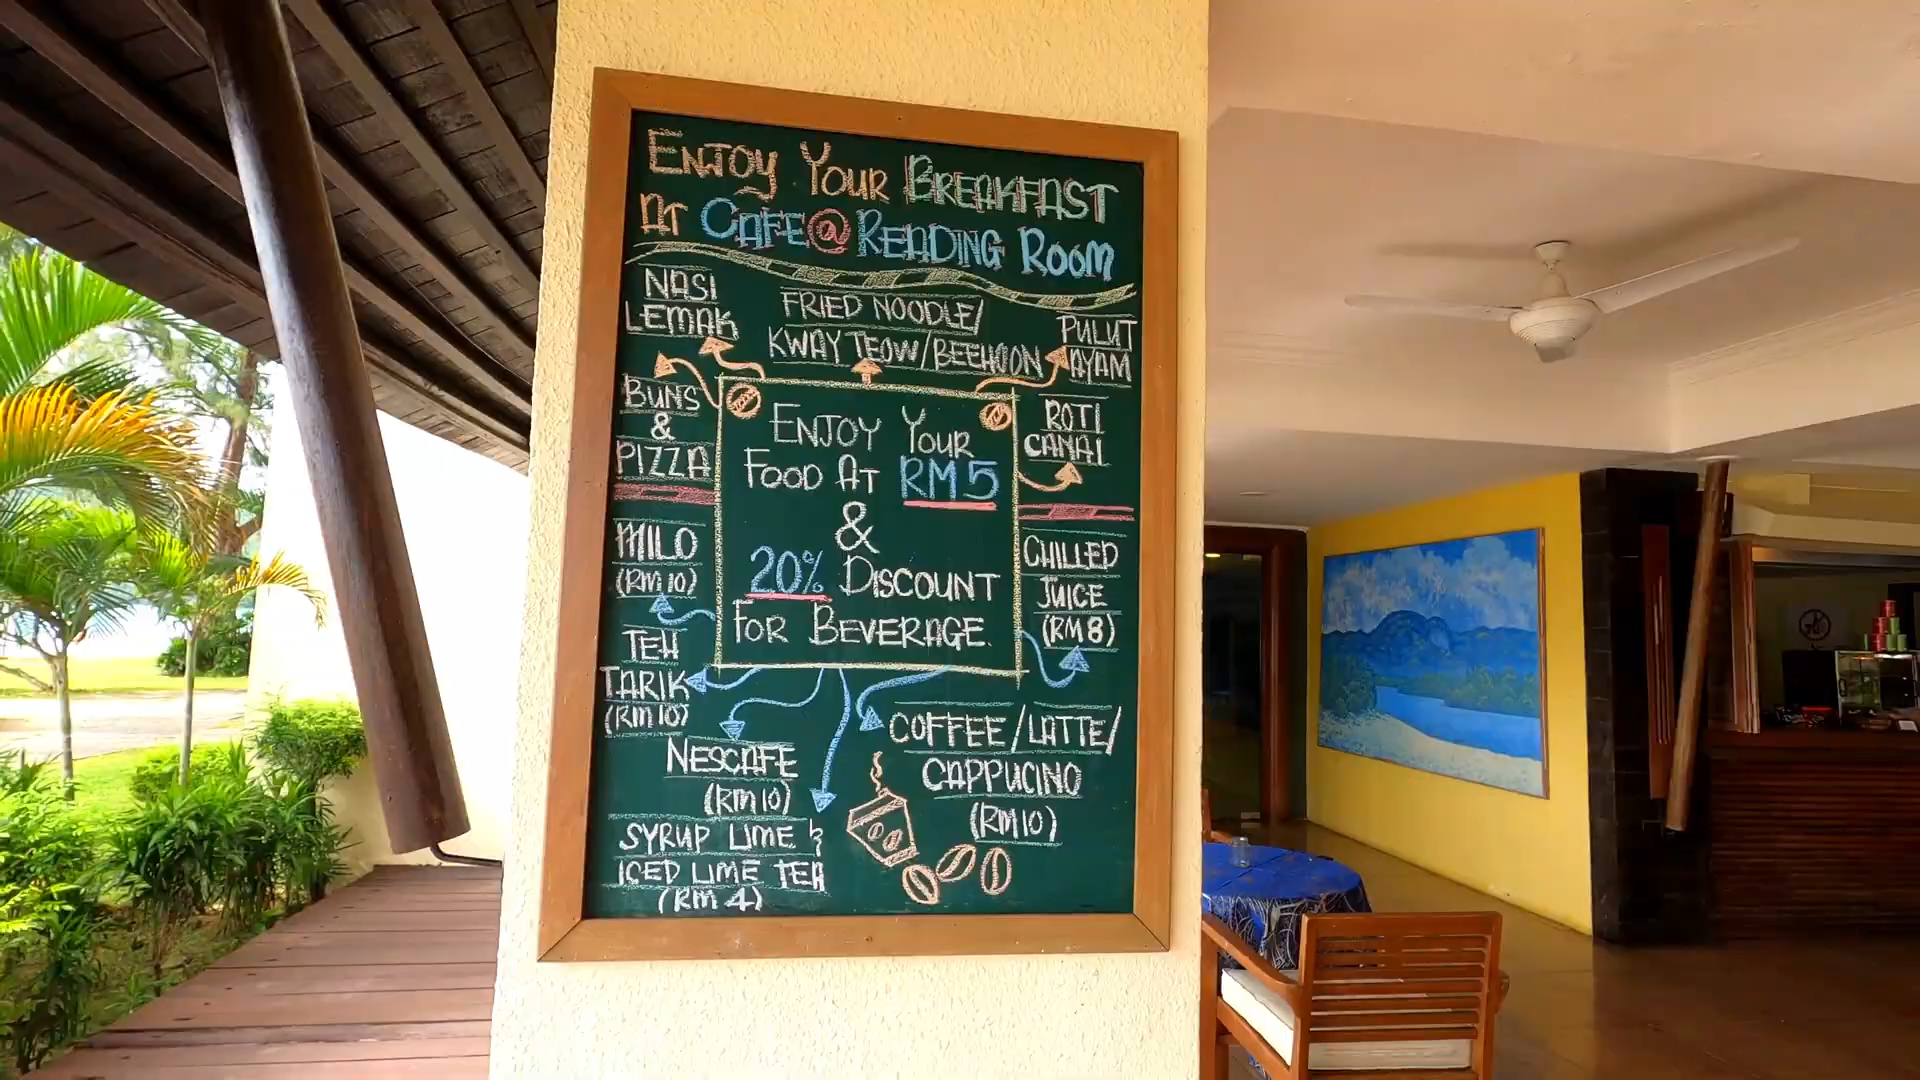 ENJOY YOUR BREAKFAST
AT CAFE@READING ROOM
NASI
LEMAK
FRIED NOODLE/
KWAY TEOW/BEEHOON
PULUT
AYAM
BUNS
&
PIZZA
ROTI
CANAI
ENJOY YOUR
FOOD AT RM5
&
20% DISCOUNT
FOR BEVERAGE.
MILO
(RM10)
TEH
TARIK
(RM10)
CHILLED
JUICE
(RM8)
NESCAFE
(RM10)
SYRUP LIME &
ICED LIME TEH
(RM4)
COFFEE/LATTE/
CAPPUCINO
(RM10)